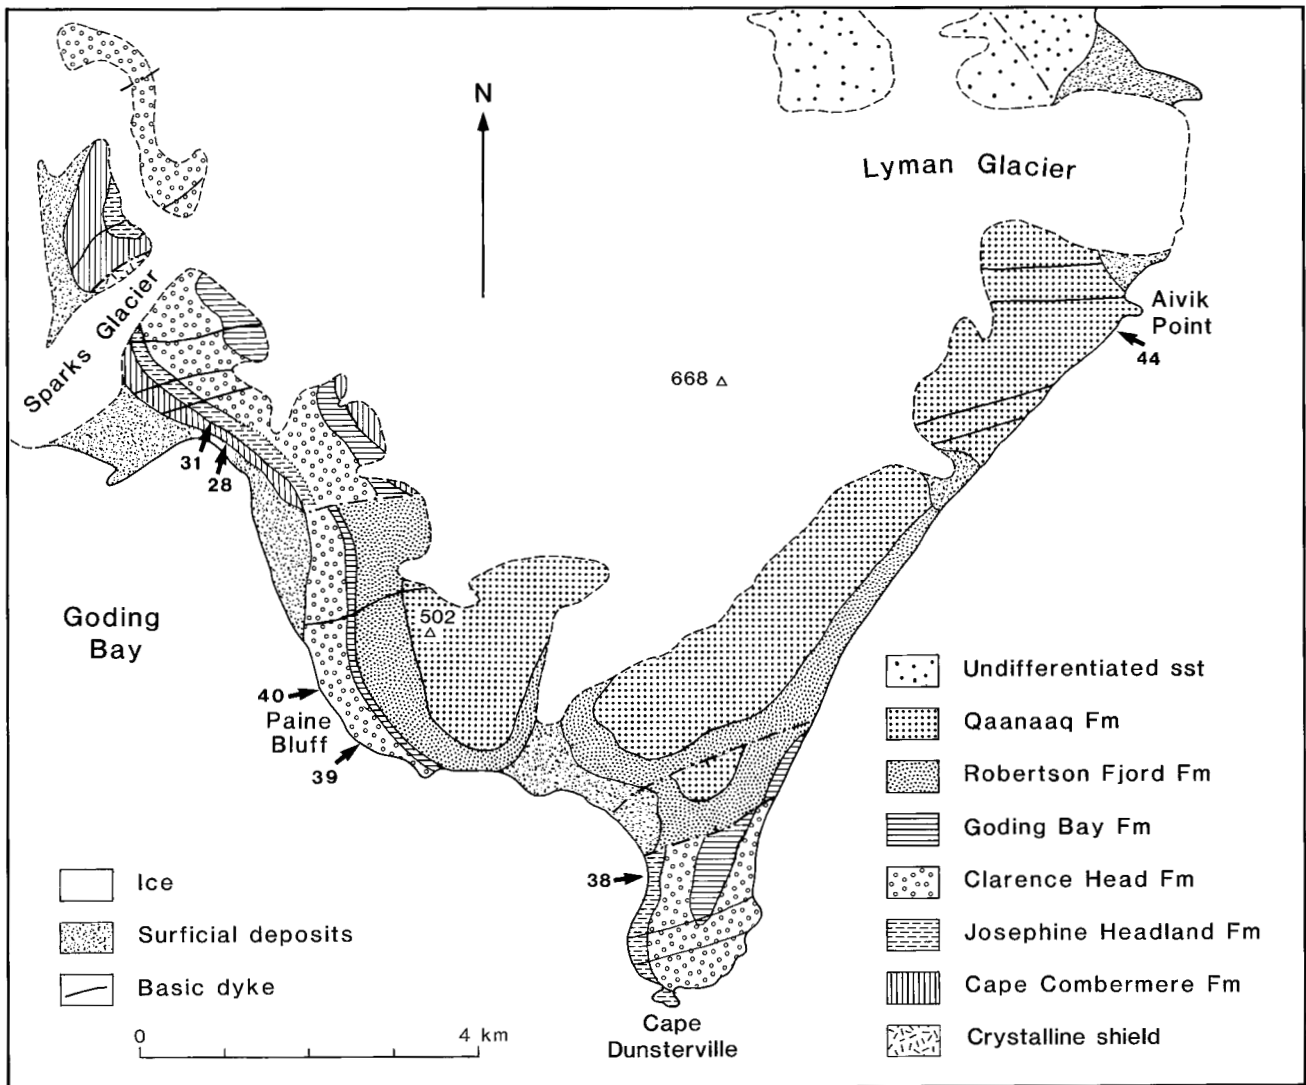 N
Lyman Glacier
Sparks Glacier
Aivik
Point
44
668
31
28
Goding
Bay
502
40
Paine
Bluff
39
38
Cape
Dunsterville
Undifferentiated sst
Qaanaaq Fm
Robertson Fjord Fm
Goding Bay Fm
Clarence Head Fm
Josephine Headland Fm
Cape Combermere Fm
Crystalline shield
Ice
Surficial deposits
Basic dyke
0 4 km